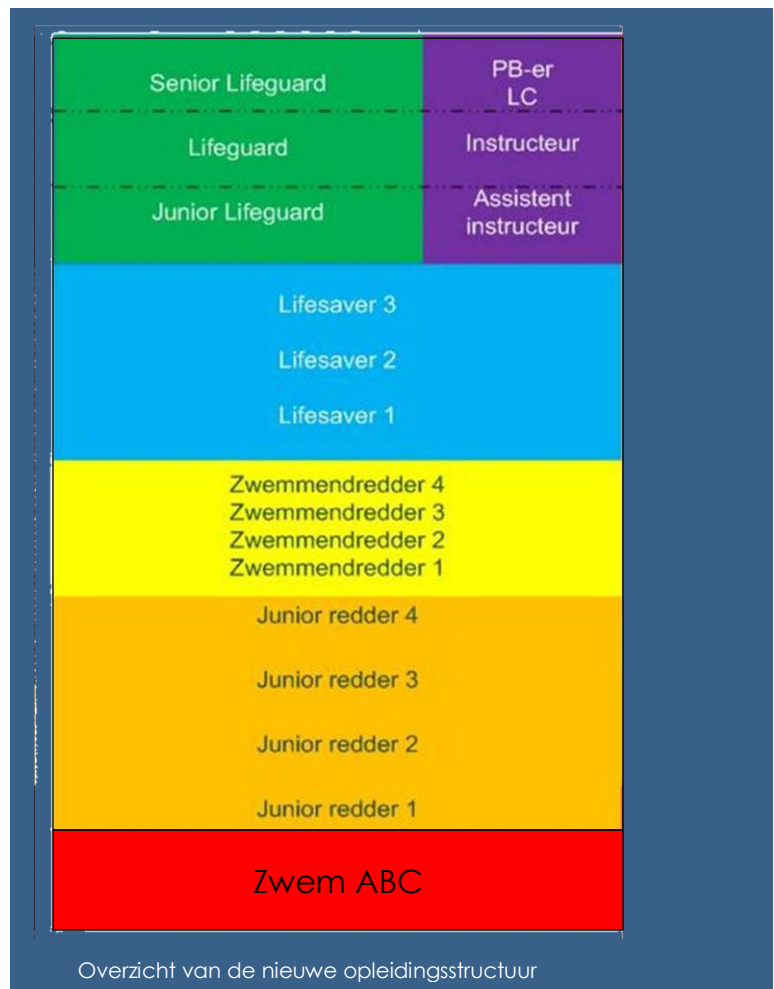 Senior Lifeguard
PB-er
LC
Lifeguard
Instructeur
Junior Lifeguard
Assistent
instructeur
Lifesaver 3
Lifesaver 2
Lifesaver 1
Zwemmendredder 4
Zwemmendredder 3
Zwemmendredder 2
Zwemmendredder 1
Junior redder 4
Junior redder 3
Junior redder 2
Junior redder 1
Zwem ABC
Overzicht van de nieuwe opleidingsstructuur